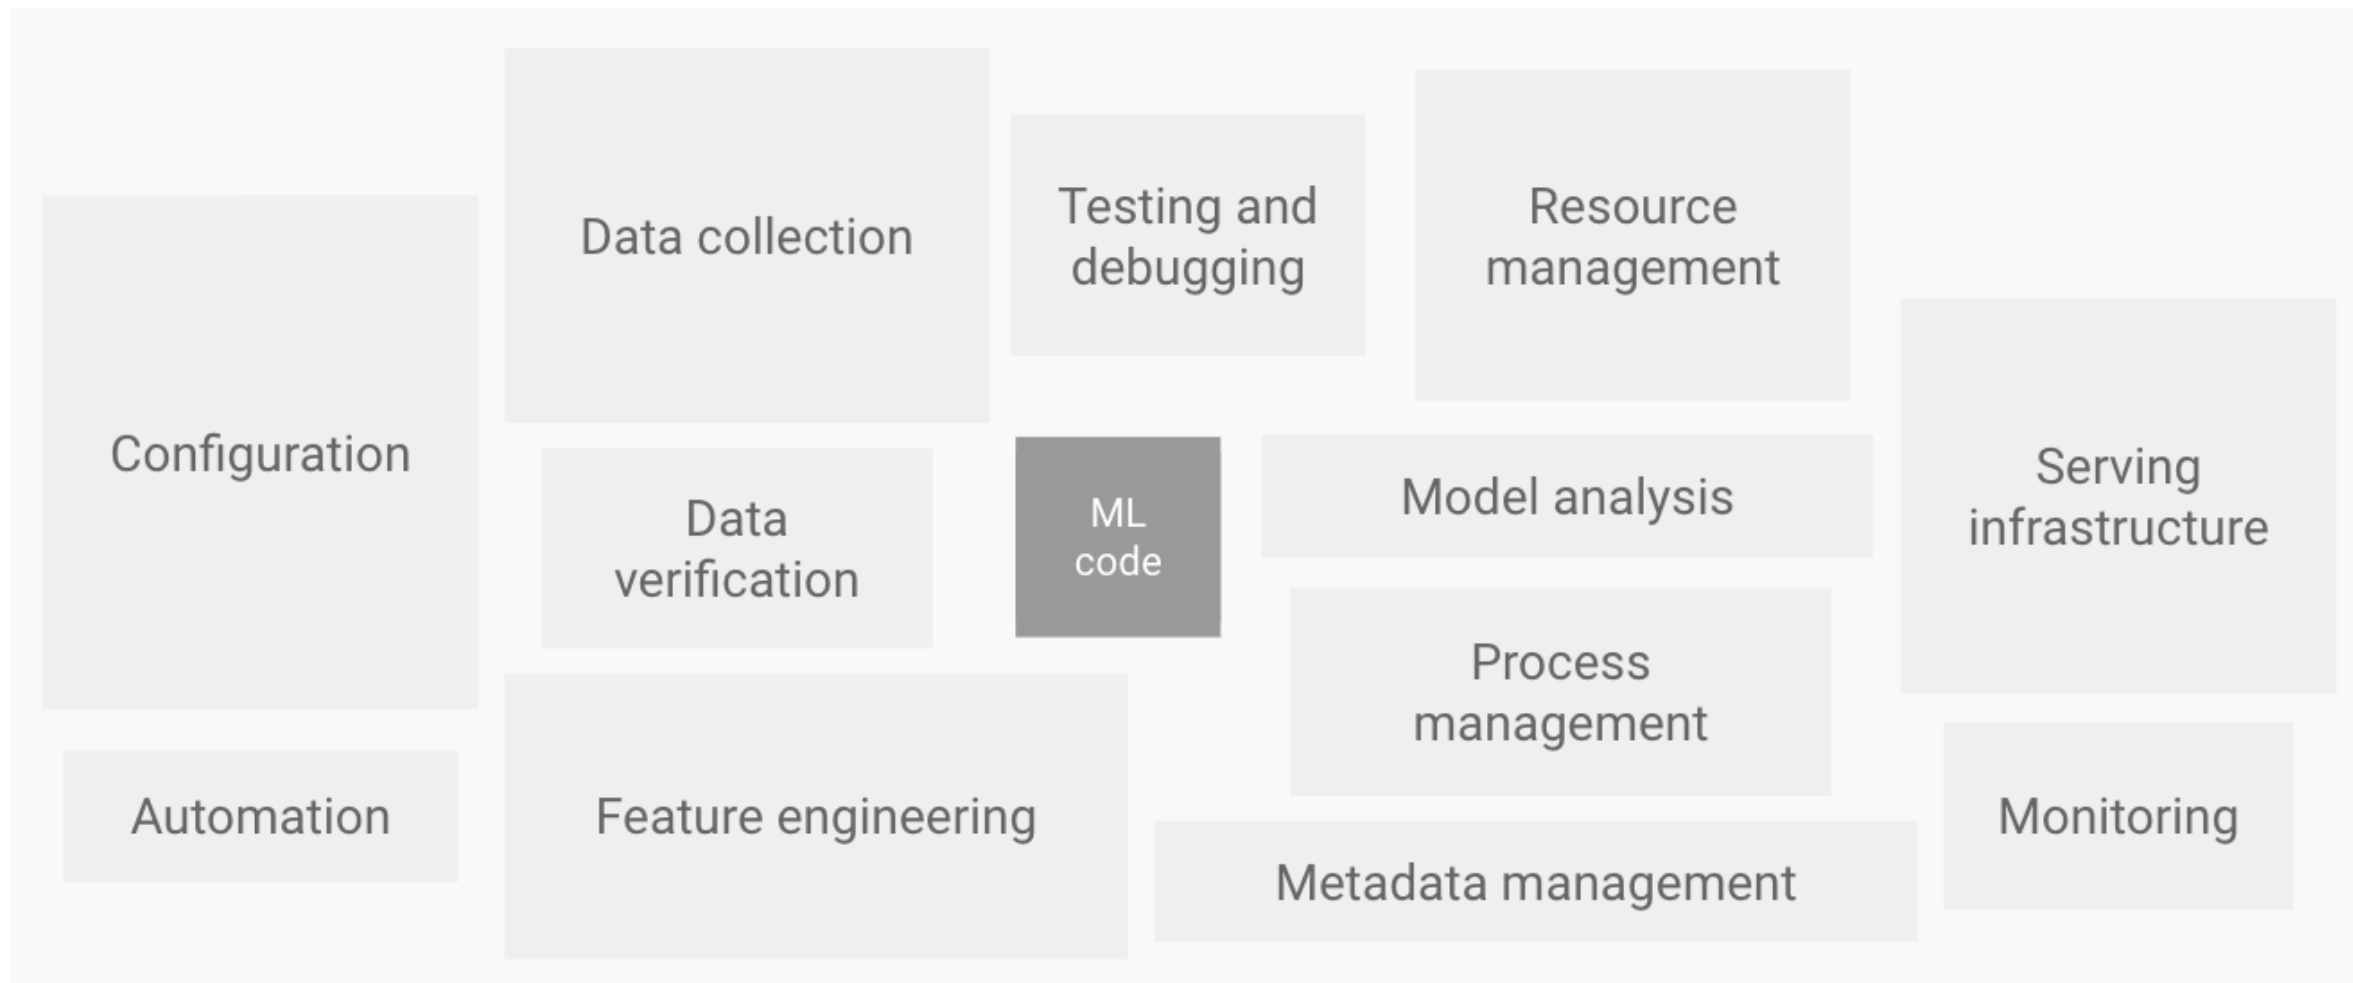 Data collection
Testing and
debugging
Resource
management
Configuration
Data
verification
ML
code
Model analysis
Serving
infrastructure
Process
management
Automation
Feature engineering
Metadata management
Monitoring